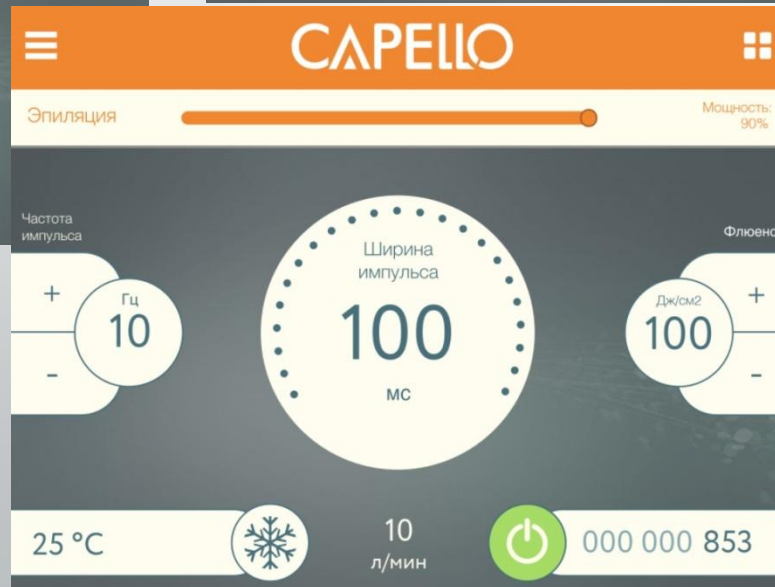 CAPELLO
Эпиляция
Мощность:
90%
Частота
импульса
Ширина
импульса
Флюенс
+
Гц
10
-
100
мс
Дж/см2
100
+
-
25 °C
10
л/мин
000 000 853